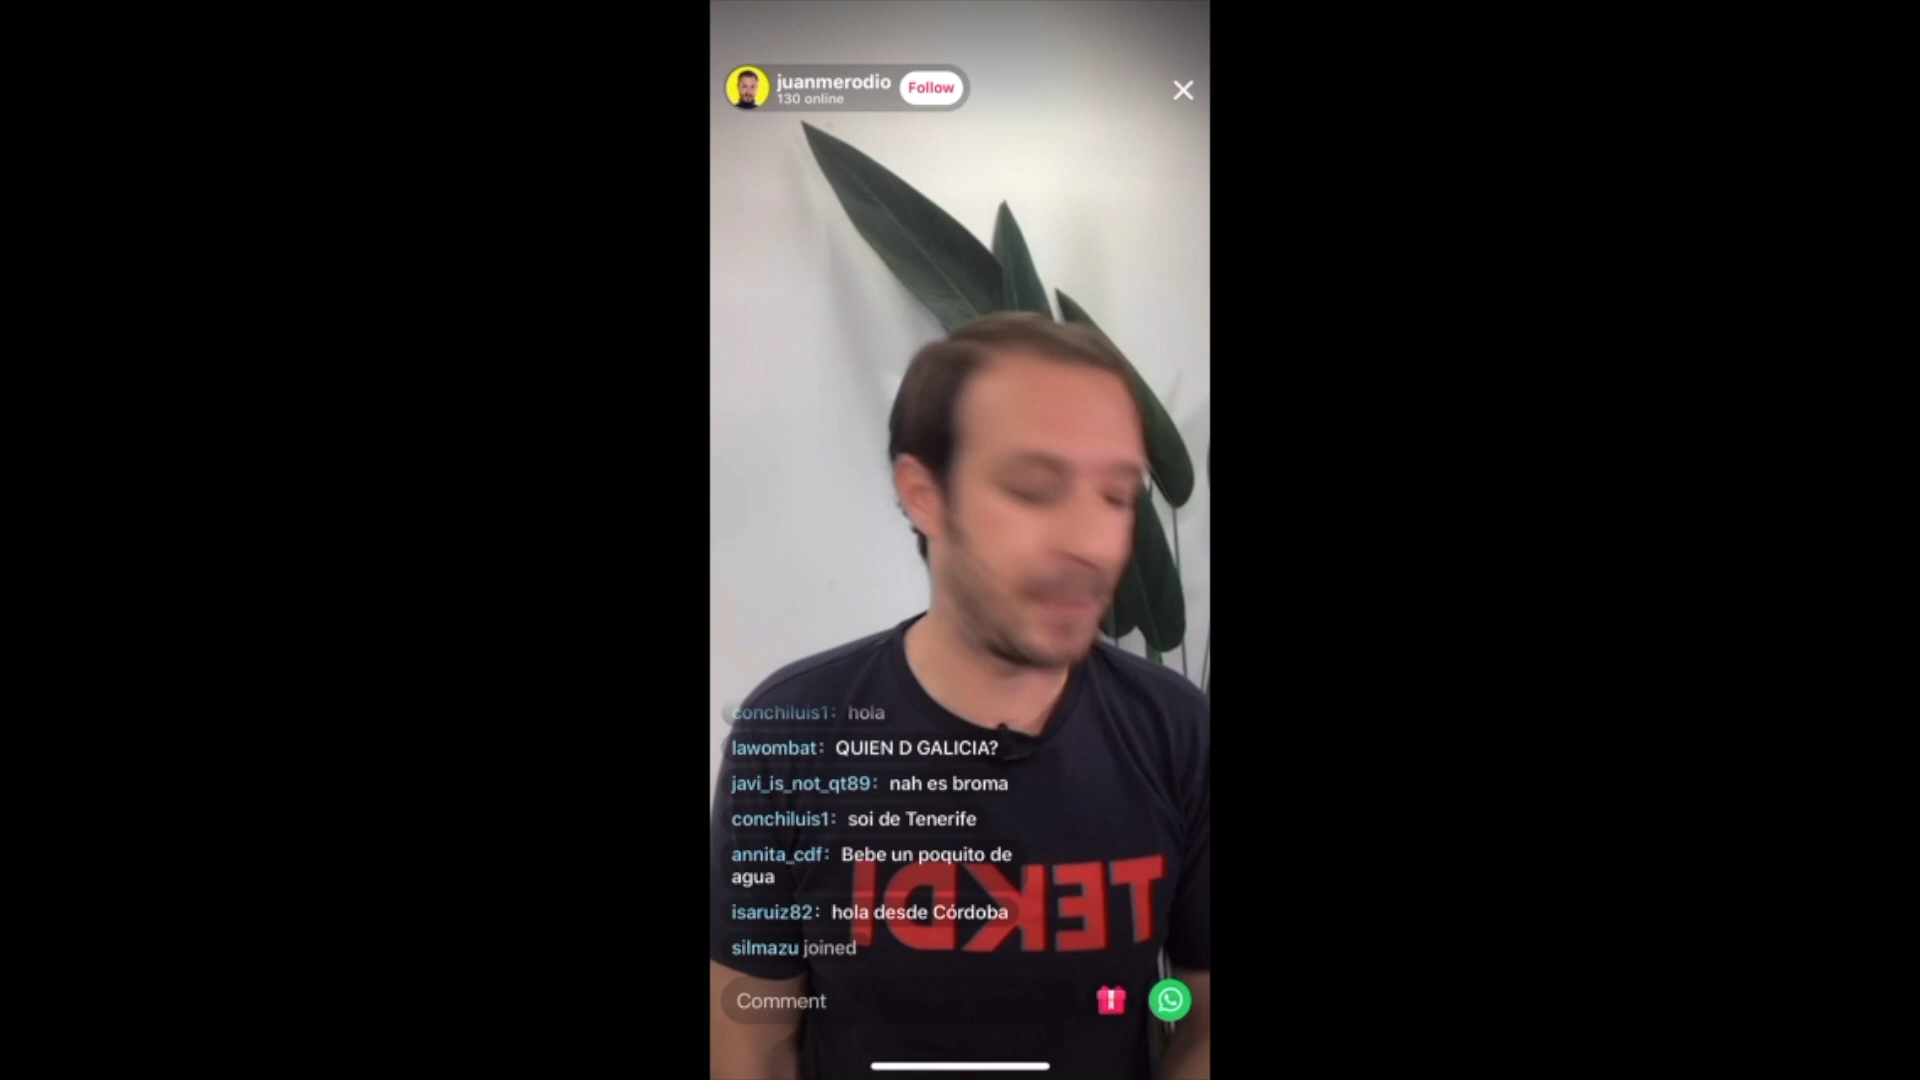 juanmerodio
130 online
Follow
conchiluis1: hola
lawombat: QUIEN D GALICIA?
javi_is_not_qt89: nah es broma
conchiluis1: soi de Tenerife
annita_cdf: Bebe un poquito de
agua
isaruiz82: hola desde Córdoba
TEKDI
silmazu joined
Comment